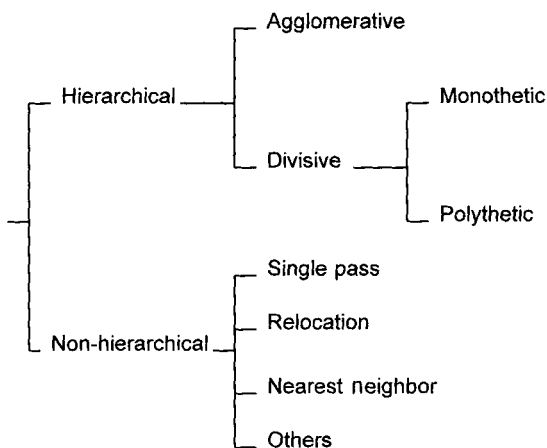 Agglomerative
Hierarchical
Monothetic
Divisive
Polythetic
Single pass
Relocation
Non-hierarchical
Nearest neighbor
Others